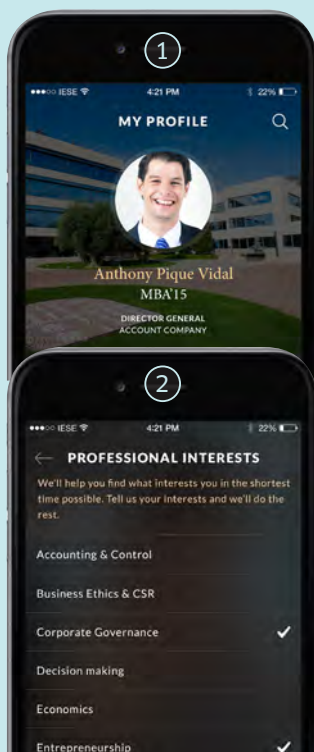 1
IESE 4:21 PM 22%
MY PROFILE
Anthony Pique Vidal
MBA'15
DIRECTOR GENERAL
ACCOUNT COMPANY
2
IESE 4:21 PM 22%
PROFESSIONAL INTERESTS
We'll help you find what interests you in the shortest
time possible. Tell us your interests and we'll do the
rest.
Accounting & Control
Business Ethics & CSR
Corporate Governance
Decision making
Economics
Entrepreneurship